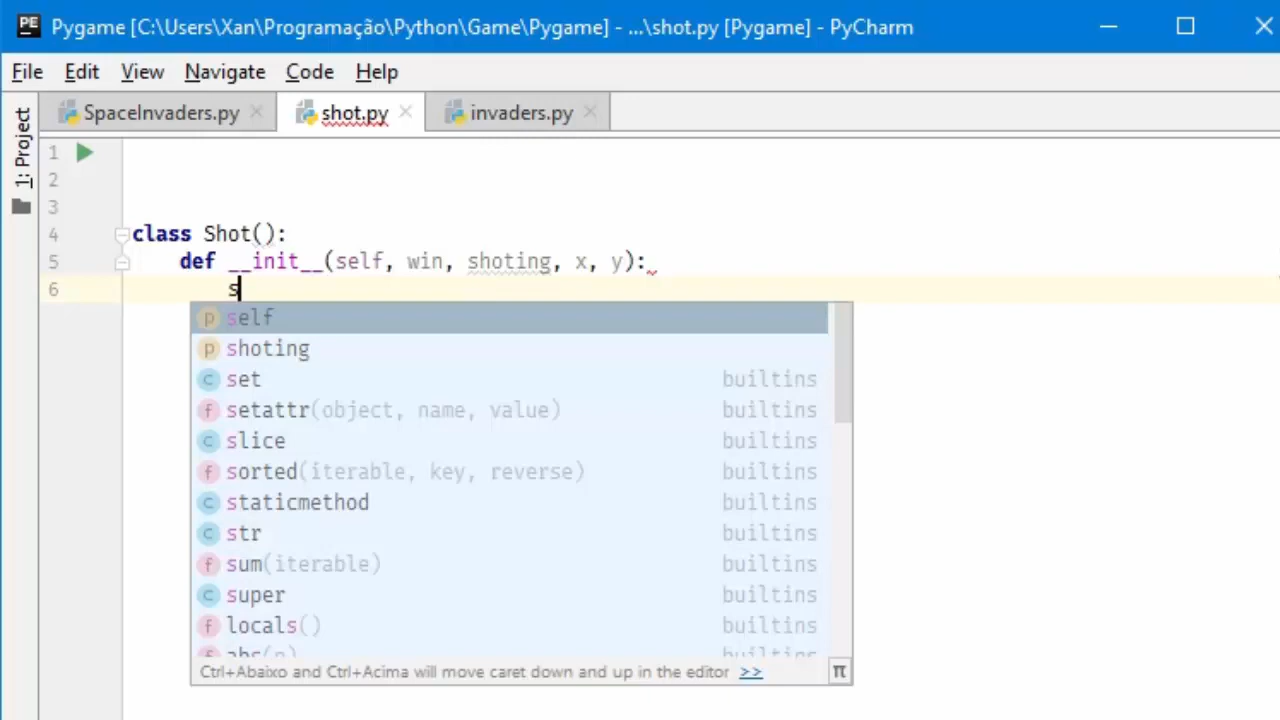 PE Pygame [C:\Users\Xan\Programação\Python\Game\Pygame] - ...\shot.py [Pygame] - PyCharm
File Edit View Navigate Code Help
1: Project
SpaceInvaders.py shot.py invaders.py
1
2
3
4 class Shot():
5 def __init__(self, win, shoting, x, y):
6 s
p self
p shoting
c set builtins
f setattr(object, name, value) builtins
c slice builtins
f sorted(iterable, key, reverse) builtins
c staticmethod builtins
c str builtins
f sum(iterable) builtins
c super builtins
f locals() builtins
f abs(n) builtins
Ctrl+Abaixo and Ctrl+Acima will move caret down and up in the editor >> π